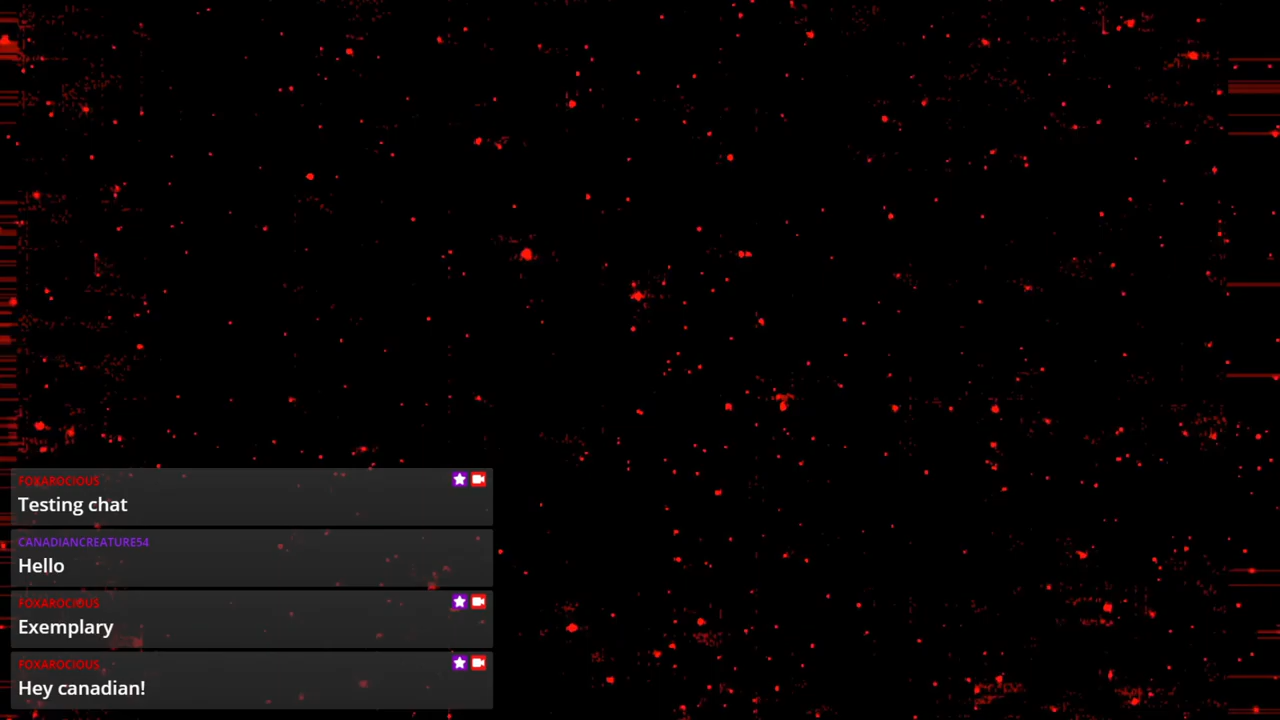 FOXAROCIOUS
Testing chat
CANADIANCREATURE54
Hello
FOXAROCIOUS
Exemplary
FOXAROCIOUS
Hey canadian!